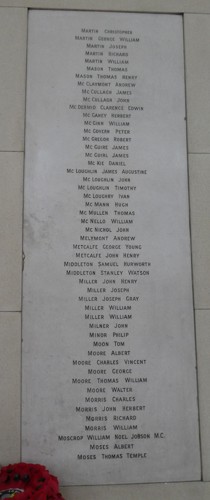 MARTIN CHRISTOPHER
MARTIN GEORGE WILLIAM
MARTIN JOSEPH
MARTIN RICHARD
MARTIN WILLIAM
MASON THOMAS
MASON THOMAS HENRY
MC CLAYMONT ANDREW
MC CULLAGH JAMES
MC CULLAGH JOHN
MC DERMID CLARENCE EDWIN
MC GAREY HERBERT
MC GINN WILLIAM
MC GOVERN PETER
MC GREGOR ROBERT
MC GUIRE JAMES
MC GUIRL JAMES
MC KIE DANIEL
MC LOUGHLIN JAMES AUGUSTINE
MC LOUGHLIN JOHN
MC LOUGHLIN TIMOTHY
MC LOUGHRY IVAN
MC MANN HUGH
MC MULLEN THOMAS
MC NELLO WILLIAM
MC NICHOL JOHN
MELEMENT ANDREW
METCALFE GEORGE YOUNG
METCALFE JOHN HENRY
MIDDLETON SAMUEL BUXWORTH
MIDDLETON STANLEY WATSON
MILLER JOHN HENRY
MILLER JOSEPH
MILLER JOSEPH GRAY
MILLER WILLIAM
MILLER WILLIAM
MILNER JOHN
MINOR PHILIP
MOON TOM
MOORE ALBERT
MOORE CHARLES VINCENT
MOORE GEORGE
MOORE THOMAS WILLIAM
MOORE WALTER
MORRIS CHARLES
MORRIS JOHN HERBERT
MORRIS RICHARD
MORRIS WILLIAM
MOSCROP WILLIAM NOEL JOBSON M.C.
MOSES ALBERT
MOSES THOMAS TEMPLE